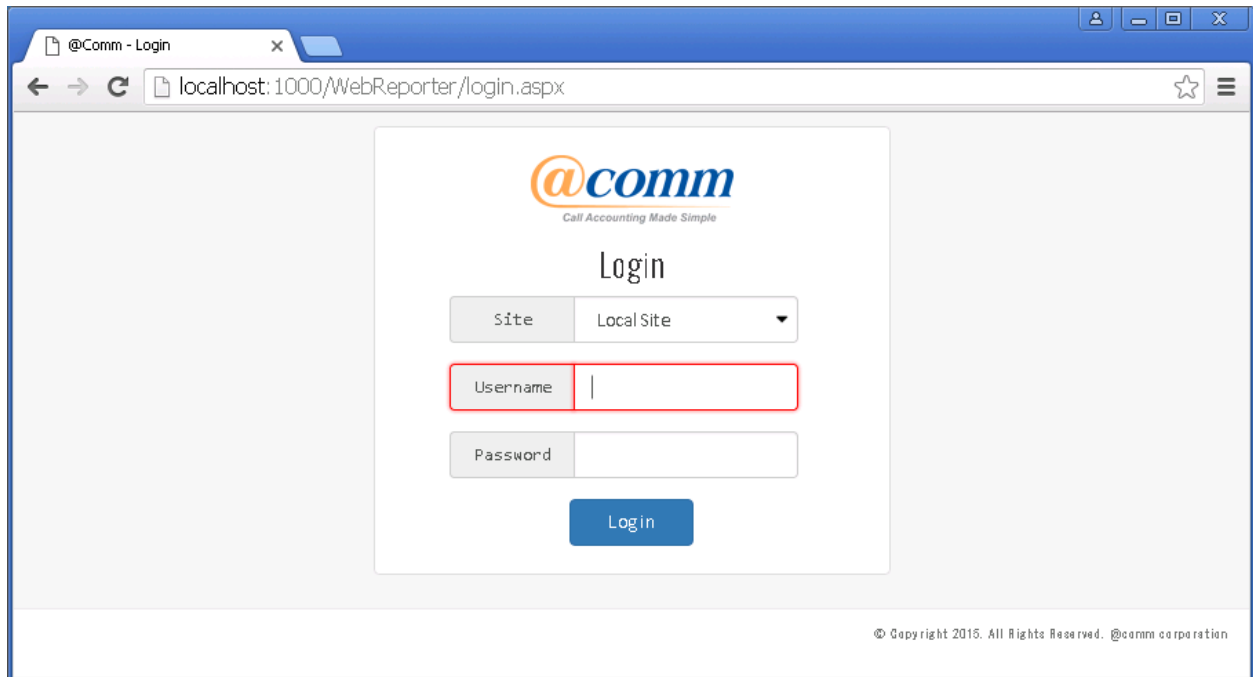 @Comm - Login
localhost:1000/WebReporter/login.aspx
@comm
Call Accounting Made Simple
Login
Site Local Site
Username
Password
Login
© Copyright 2015. All Rights Reserved. @comm corporation